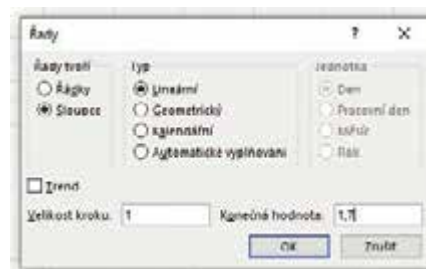 Řady ? X
Řady tvoří
Řádky
Sloupce
Typ
Lineární
Geometrický
Kalendářní
Automatické vyplňování
Jednotka
Den
Pracovní den
Měsíc
Rok
Trend
Velikost kroku: 1 Konečná hodnota: 1,7
OK Zrušit